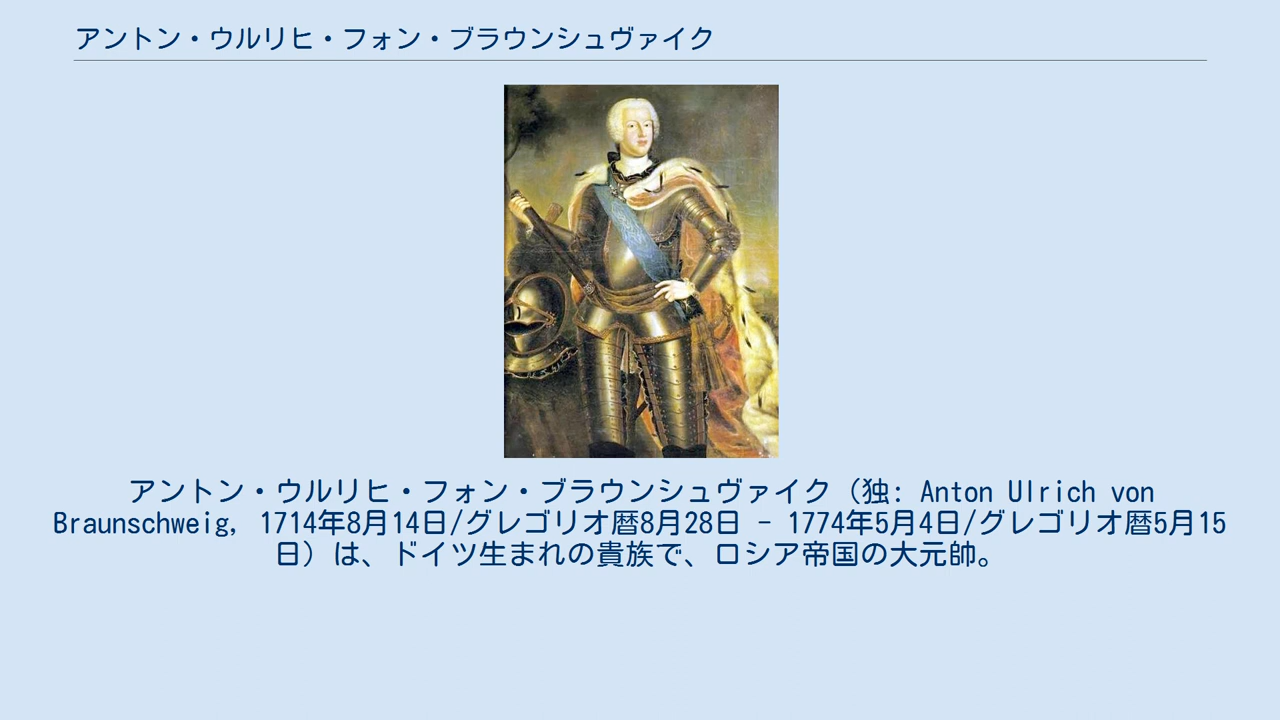 アントン・ウルリヒ・フォン・ブラウンシュヴァイク
アントン・ウルリヒ・フォン・ブラウンシュヴァイク（独: Anton Ulrich von
Braunschweig, 1714年8月14日/グレゴリオ暦8月28日 - 1774年5月4日/グレゴリオ暦5月15
日）は、ドイツ生まれの貴族で、ロシア帝国の大元帥。